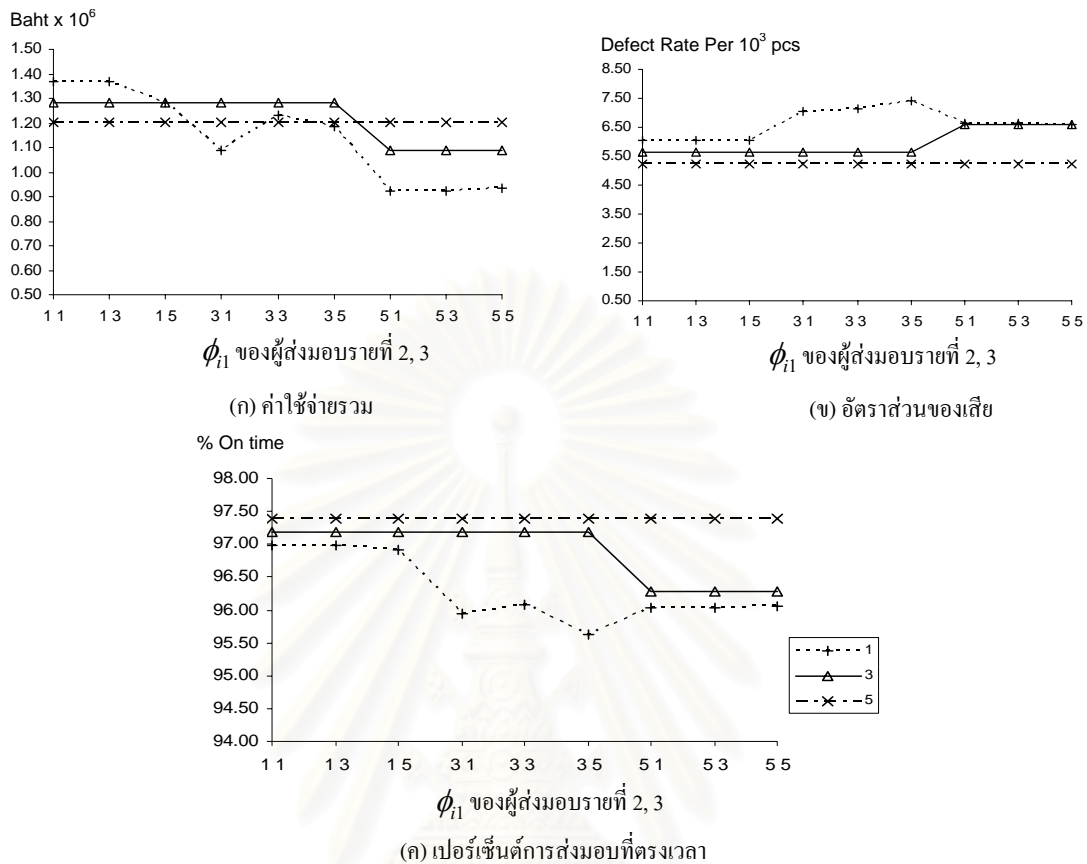 Baht x 10⁶
1.50
1.40
1.30
1.20
1.10
1.00
0.90
0.80
0.70
0.60
0.50
1 1 1 3 1 5 3 1 3 3 3 5 5 1 5 3 5 5
ϕi1 ของผู้ส่งมอบรายที่ 2, 3
(ก) ค่าใช้จ่ายรวม
Defect Rate Per 10³ pcs
8.50
7.50
6.50
5.50
4.50
3.50
2.50
1.50
0.50
1 1 1 3 1 5 3 1 3 3 3 5 5 1 5 3 5 5
ϕi1 ของผู้ส่งมอบรายที่ 2, 3
(ข) อัตราส่วนของเสีย
% On time
98.00
97.50
97.00
96.50
96.00
95.50
95.00
94.50
94.00
1 1 1 3 1 5 3 1 3 3 3 5 5 1 5 3 5 5
1
3
5
ϕi1 ของผู้ส่งมอบรายที่ 2, 3
(ค) เปอร์เซ็นต์การส่งมอบที่ตรงเวลา